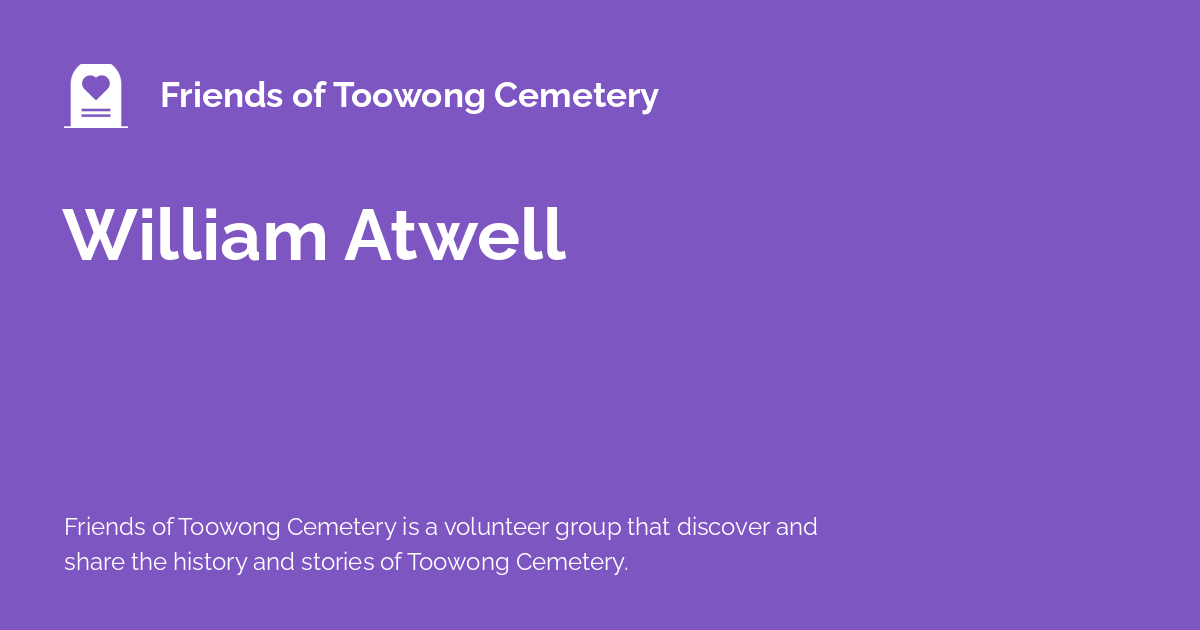 Friends of Toowong Cemetery
William Atwell
Friends of Toowong Cemetery is a volunteer group that discover and
share the history and stories of Toowong Cemetery.